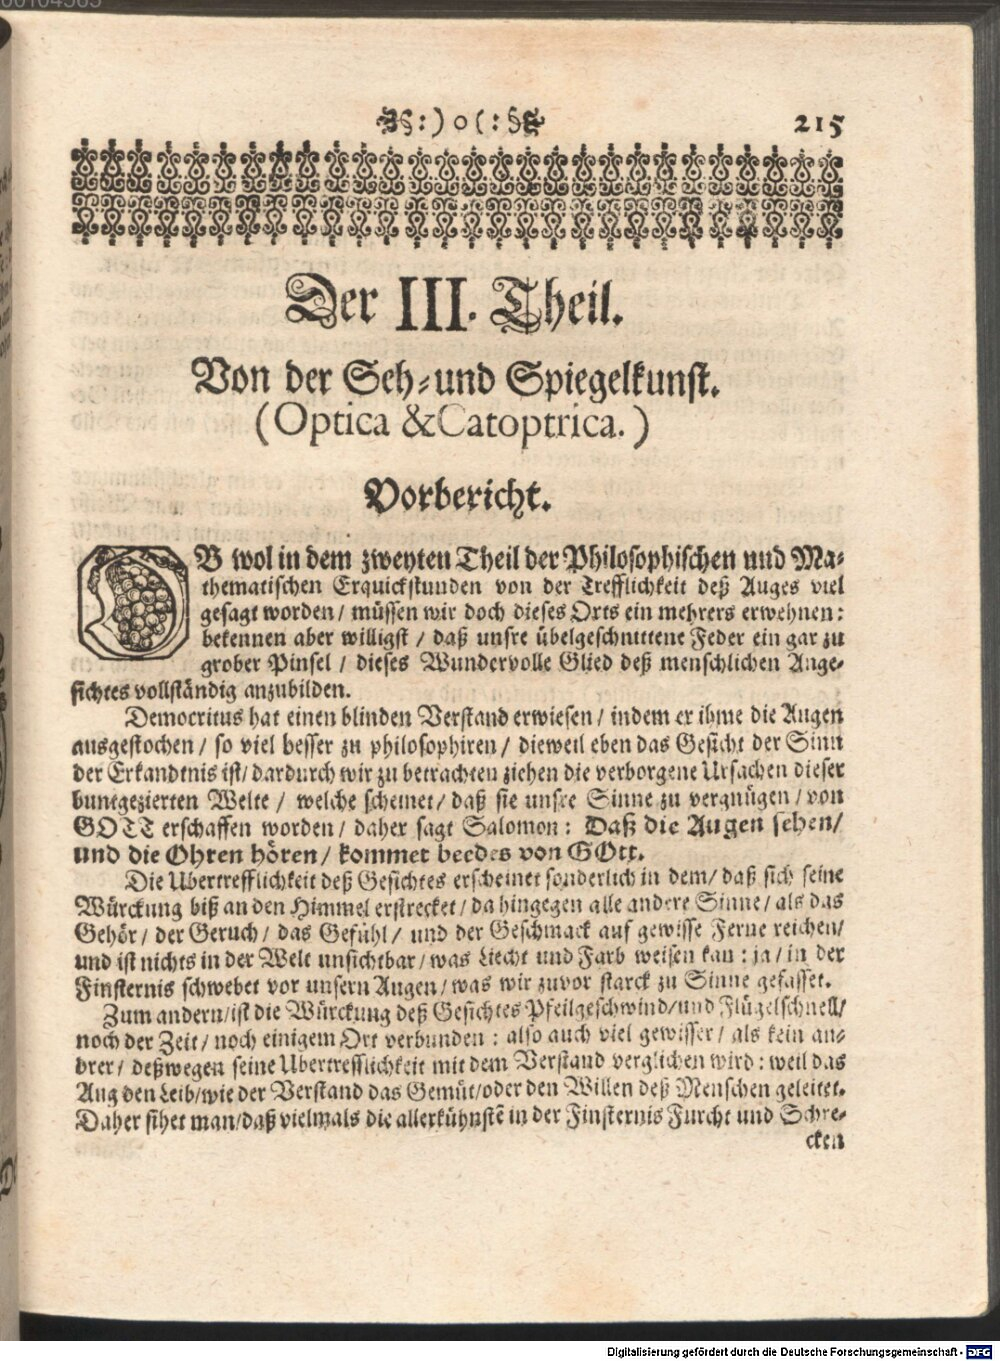 §:) o (:§ 215
Der III. Theil.
Von der Seh-und Spiegelkunst.
(Optica & Catoptrica.)
Vorbericht.
OB wol in dem zweyten Theil der Philosophischen und Ma-
thematischen Erquickstunden von der Trefflichkeit deß Auges viel
gesagt worden / müssen wir doch dieses Orts ein mehrers erwehnen:
bekennen aber willigst / daß unsre übelgeschnittene Feder ein gar zu
grober Pinsel / dieses Wundervolle Glied deß menschlichen Ange-
sichtes vollständig anzubilden.
Democritus hat einen blinden Verstand erwiesen / indem er ihme die Augen
ausgestochen / so viel besser zu philosophiren / dieweil eben das Gesicht der Sinn
der Erkandtnis ist / dardurch wir zu betrachten ziehen die verborgene Ursachen dieser
buntgezierten Welte / welche scheinet / daß sie unsre Sinne zu vergnügen / von
GOTT erschaffen worden / daher sagt Salomon: Daß die Augen sehen /
und die Ohren hören / kommet beedes von GOtt.
Die Ubertrefflichkeit deß Gesichtes erscheinet sonderlich in dem / daß sich seine
Würckung biß an den Himmel erstrecket / da hingegen alle andere Sinne / als das
Gehör / der Geruch / das Gefühl / und der Geschmack auf gewisse Ferne reichen /
und ist nichts in der Welt unsichtbar / was Liecht und Farb weisen kan: ja / in der
Finsternis schwebet vor unsern Augen / was wir zuvor starck zu Sinne gefasset.
Zum andern / ist die Würckung deß Gesichtes Pfeilgeschwind / und Flügelschnell /
noch der Zeit / noch einigem Ort verbunden: also auch viel gewisser / als kein an-
drer / deßwegen seine Ubertrefflichkeit mit dem Verstand verglichen wird: weil das
Aug den Leib / wie der Verstand das Gemüt / oder den Willen deß Menschen geleitet.
Daher sihet man / daß vielmals die allerkühnstẽ in der Finsternis Furcht und Schre-
cken
Digitalisierung gefördert durch die Deutsche Forschungsgemeinschaft - DFG